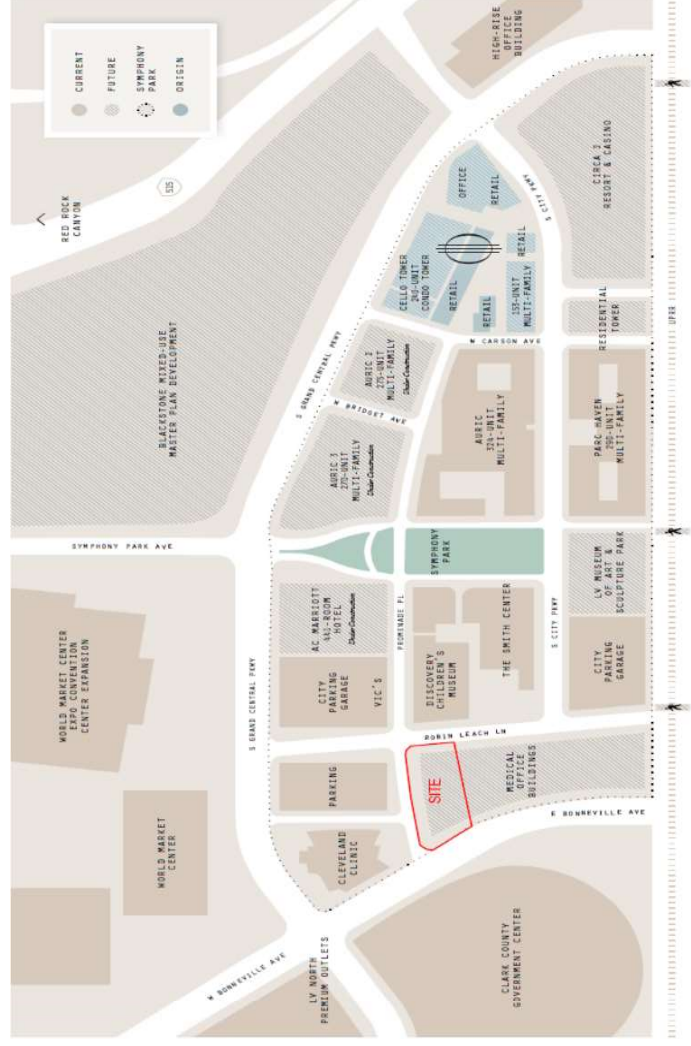 CURRENT
FUTURE
SYMPHONY
PARK
ORIGIN
HIGH-RISE
OFFICE
BUILDING
RED ROCK
CANYON
515
BLACKSTONE MIXED-USE
MASTER PLAN DEVELOPMENT
S GRAND CENTRAL PKWY
OFFICE
RETAIL
S CITY PKWY
CIRCA 2
RESORT & CASINO
CELLO TOWER
240-UNIT
CONDO TOWER
RETAIL
RETAIL
RETAIL
153-UNIT
MULTI-FAMILY
RESIDENTIAL
TOWER
UPRR
W CARSON AVE
AURIC 2
275-UNIT
MULTI-FAMILY
Under Construction
W BRIDGET AVE
AURIC 3
270-UNIT
MULTI-FAMILY
Under Construction
AURIC
324-UNIT
MULTI-FAMILY
PARC HAVEN
290-UNIT
MULTI-FAMILY
SYMPHONY PARK AVE
SYMPHONY
PARK
WORLD MARKET CENTER
EXPO CONVENTION
CENTER EXPANSION
S GRAND CENTRAL PKWY
AC MARRIOTT
441-ROOM
HOTEL
Under Construction
PROMENADE PL
THE SMITH CENTER
S CITY PKWY
LV MUSEUM
OF ART &
SCULPTURE PARK
CITY
PARKING
GARAGE
VIC'S
DISCOVERY
CHILDREN'S
MUSEUM
CITY
PARKING
GARAGE
ROBIN LEACH LN
WORLD MARKET
CENTER
PARKING
SITE
MEDICAL
OFFICE
BUILDINGS
CLEVELAND
CLINIC
E BONNEVILLE AVE
W BONNEVILLE AVE
LV NORTH
PREMIUM OUTLETS
CLARK COUNTY
GOVERNMENT CENTER